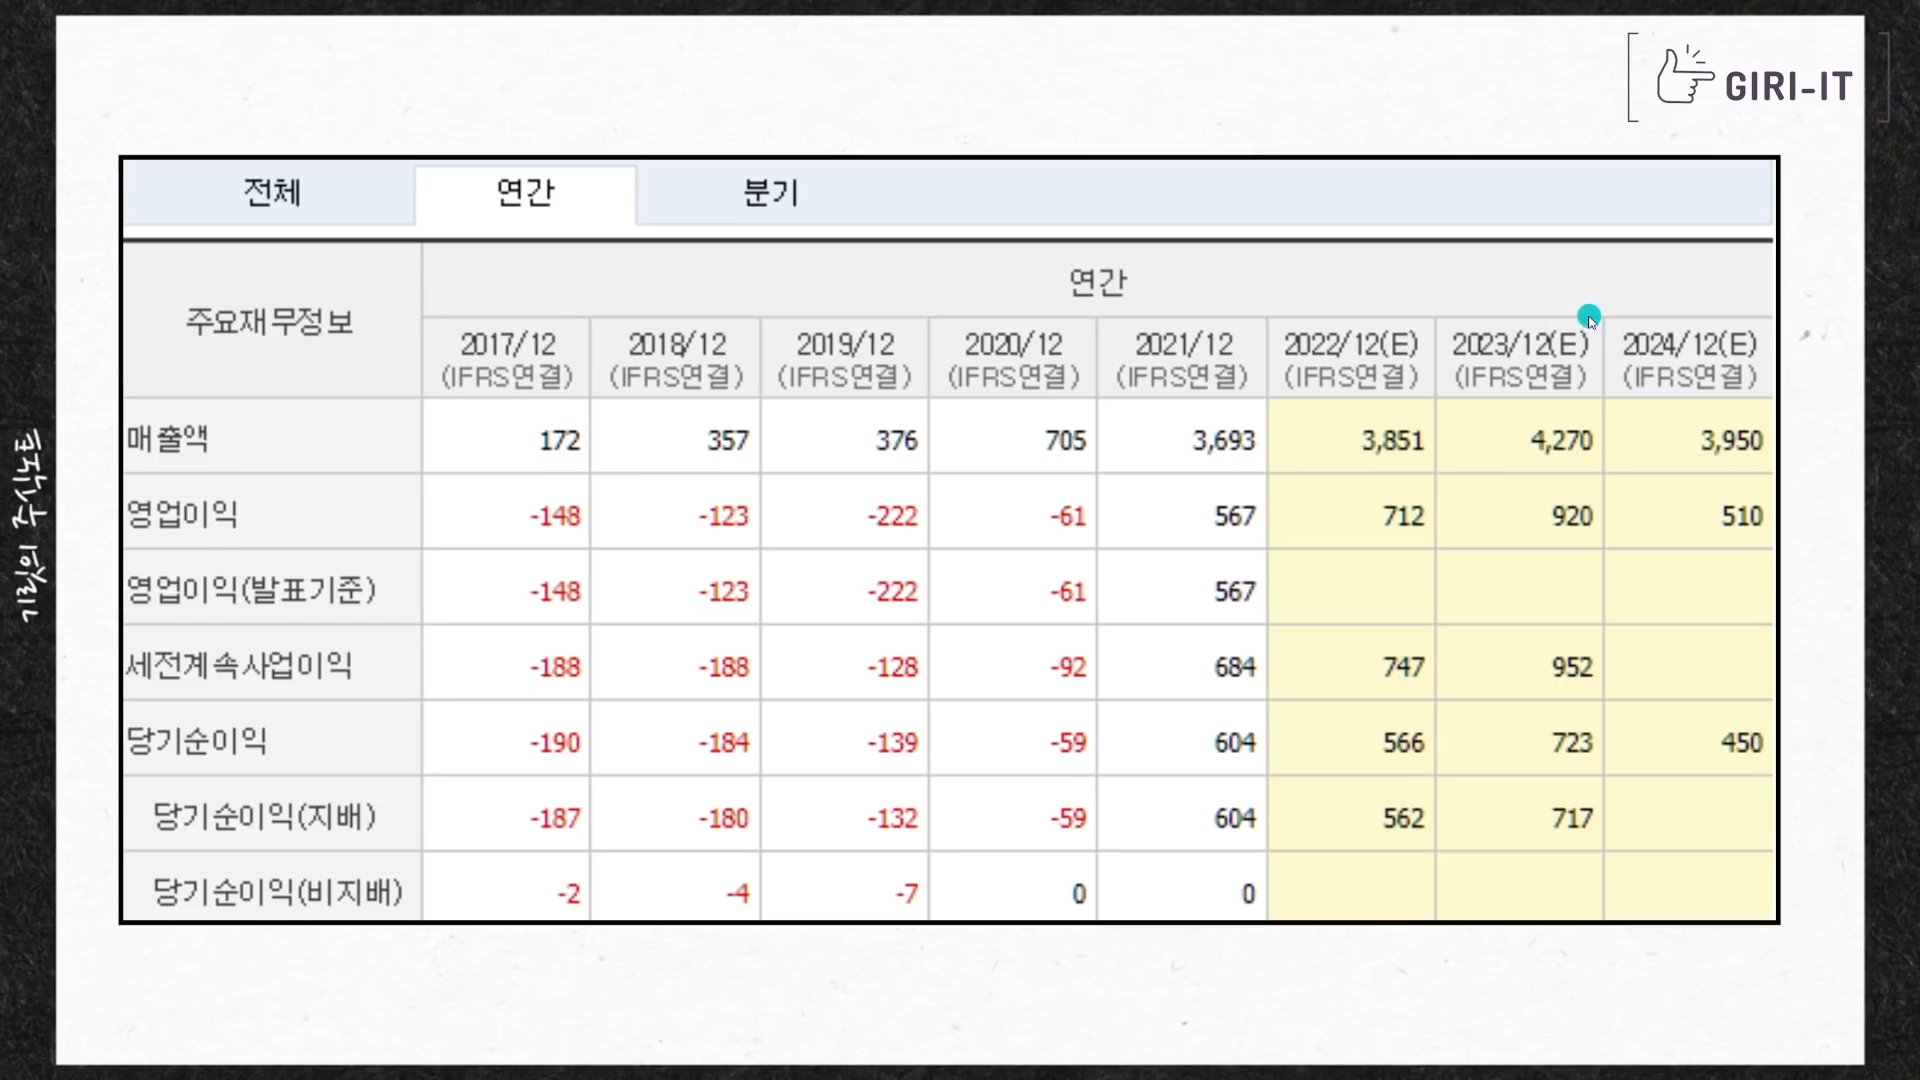 GIRI-IT
전체 연간 분기
주요재무정보 연간
2017/12 2018/12 2019/12 2020/12 2021/12 2022/12(E) 2023/12(E) 2024/12(E)
(IFRS연결) (IFRS연결) (IFRS연결) (IFRS연결) (IFRS연결) (IFRS연결) (IFRS연결) (IFRS연결)
매출액 172 357 376 705 3,693 3,851 4,270 3,950
영업이익 -148 -123 -222 -61 567 712 920 510
영업이익(발표기준) -148 -123 -222 -61 567
세전계속사업이익 -188 -188 -128 -92 684 747 952
당기순이익 -190 -184 -139 -59 604 566 723 450
당기순이익(지배) -187 -180 -132 -59 604 562 717
당기순이익(비지배) -2 -4 -7 0 0
기릿의 주식노트